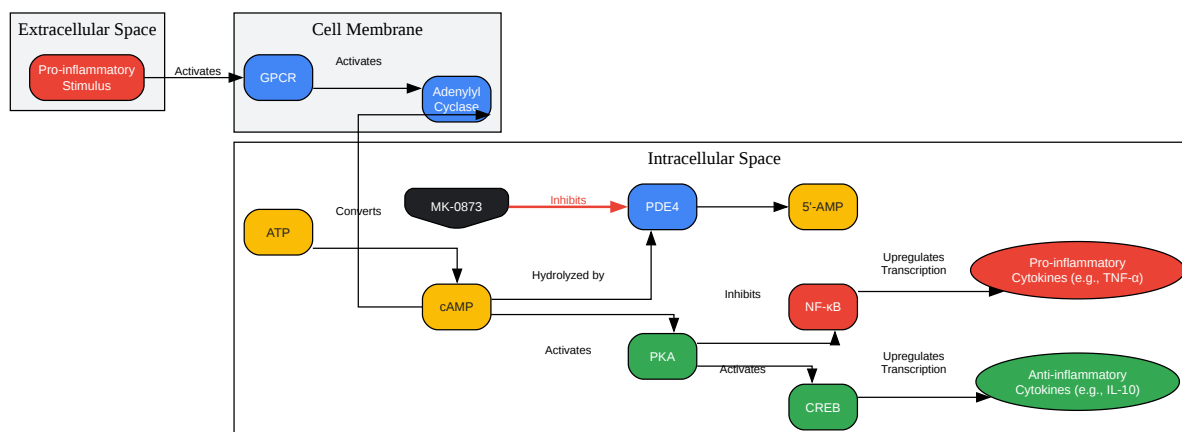 Extracellular Space
Pro-inflammatory
Stimulus
Activates
Cell Membrane
GPCR
Activates
Adenylyl
Cyclase
Intracellular Space
ATP
Converts
MK-0873
Inhibits
PDE4
5'-AMP
cAMP
Hydrolyzed by
Activates
PKA
Inhibits
NF-κB
Upregulates
Transcription
Pro-inflammatory
Cytokines (e.g., TNF-α)
Activates
CREB
Upregulates
Transcription
Anti-inflammatory
Cytokines (e.g., IL-10)